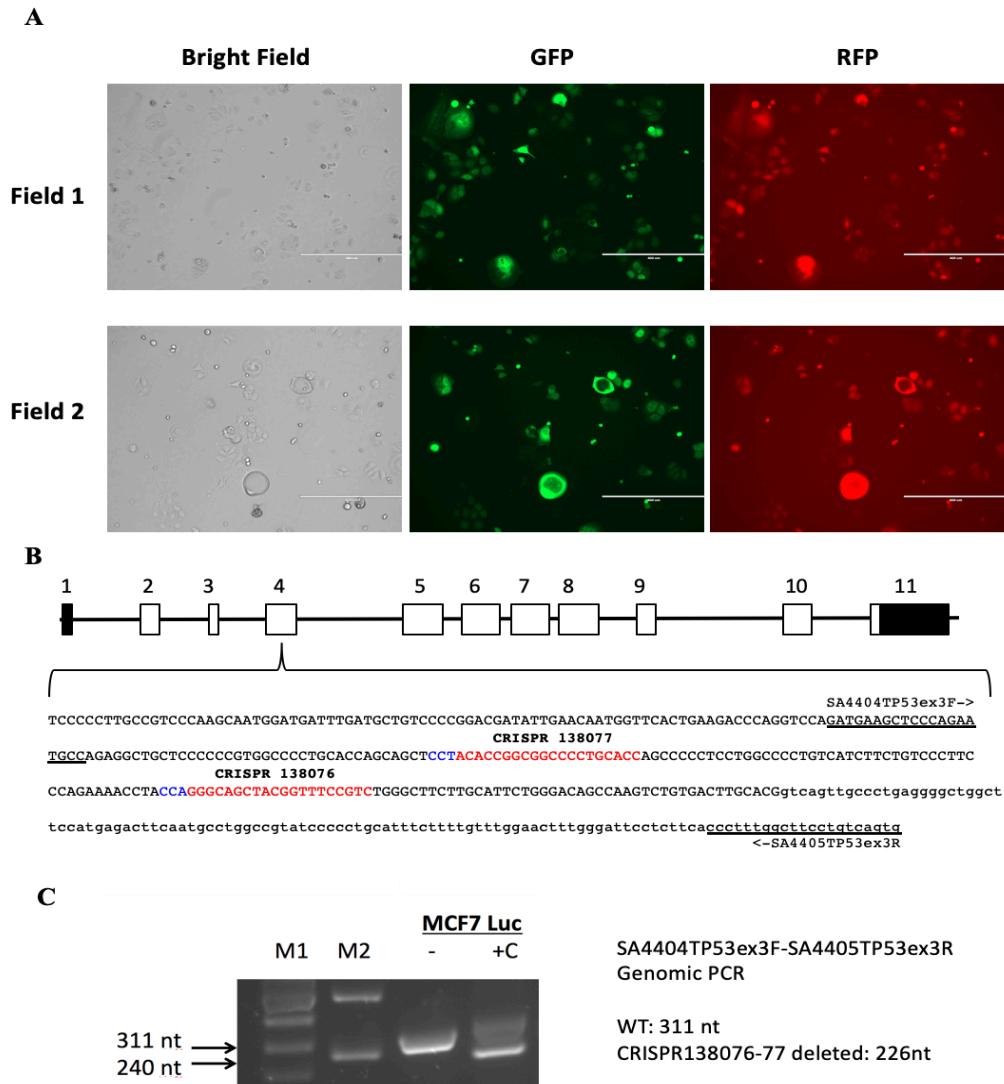 A
Bright Field GFP RFP
Field 1
Field 2
B
1 2 3 4 5 6 7 8 9 10 11
SA4404TP53ex3F->
TCCCCCTTGCCGTCCCAAGCAATGGATGATTTGATGCTGTCCCCGGACGATATTGAACAATGGTTCACTGAAGACCCAGGTCCAGATGAAGCTCCCAGAA
CRISPR 138077
TGCCAGAGGCTGCTCCCCCCGTGGCCCCTGCACCAGCAGCTCCTACACCGGCGGCCCCTGCACCAGCCCCCTCCTGGCCCCTGTCATCTTCTGTCCCTTC
CRISPR 138076
CCAGAAAACCTACCAGGGCAGCTACGGTTTCCGTCTGGGCTTCTTGCATTCTGGGACAGCCAAGTCTGTGACTTGCACGgtcagttgccctgaggggctggct
tccatgagacttcaatgcctggccgtatccccctgcatttcttttgtttggaactttgggattcctcttcaccctttggcttcctgtcagtg
<-SA4405TP53ex3R
C
MCF7 Luc
M1 M2 - +C
311 nt
240 nt
SA4404TP53ex3F-SA4405TP53ex3R
Genomic PCR
WT: 311 nt
CRISPR138076-77 deleted: 226nt